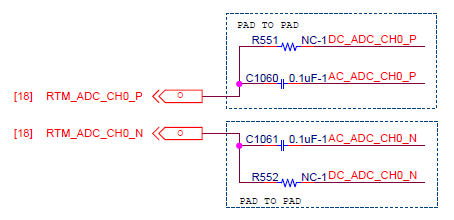 PAD TO PAD
R551 NC-1 DC_ADC_CH0_P
C1060 0.1uF-1 AC_ADC_CH0_P
[18] RTM_ADC_CH0_P O
[18] RTM_ADC_CH0_N O
C1061 0.1uF-1 AC_ADC_CH0_N
R552 NC-1 DC_ADC_CH0_N
PAD TO PAD